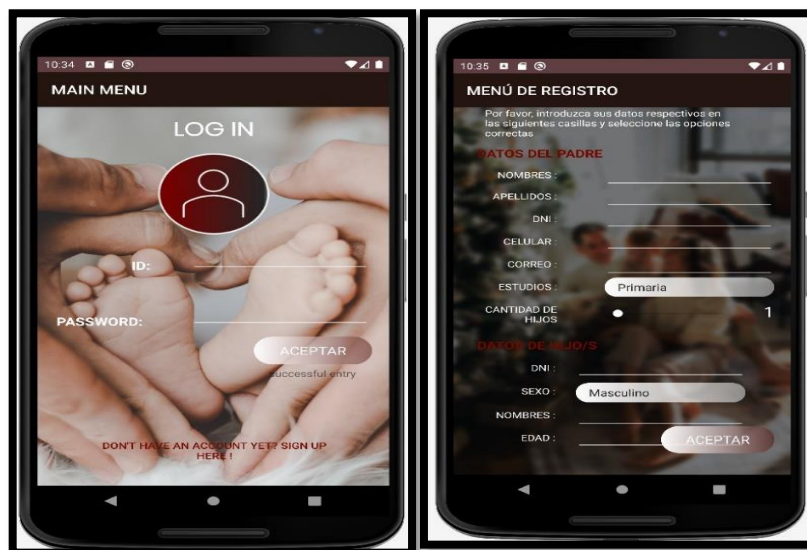 10:34
MAIN MENU
LOG IN
ID:
PASSWORD:
ACEPTAR
successful entry
DON'T HAVE AN ACCOUNT YET? SIGN UP
HERE !
10:35
MENÚ DE REGISTRO
Por favor, introduzca sus datos respectivos en
las siguientes casillas y seleccione las opciones
correctas
DATOS DEL PADRE
NOMBRES :
APELLIDOS :
DNI :
CELULAR :
CORREO :
ESTUDIOS : Primaria
CANTIDAD DE
HIJOS 1
DATOS DE HIJO/S
DNI :
SEXO : Masculino
NOMBRES :
EDAD :
ACEPTAR